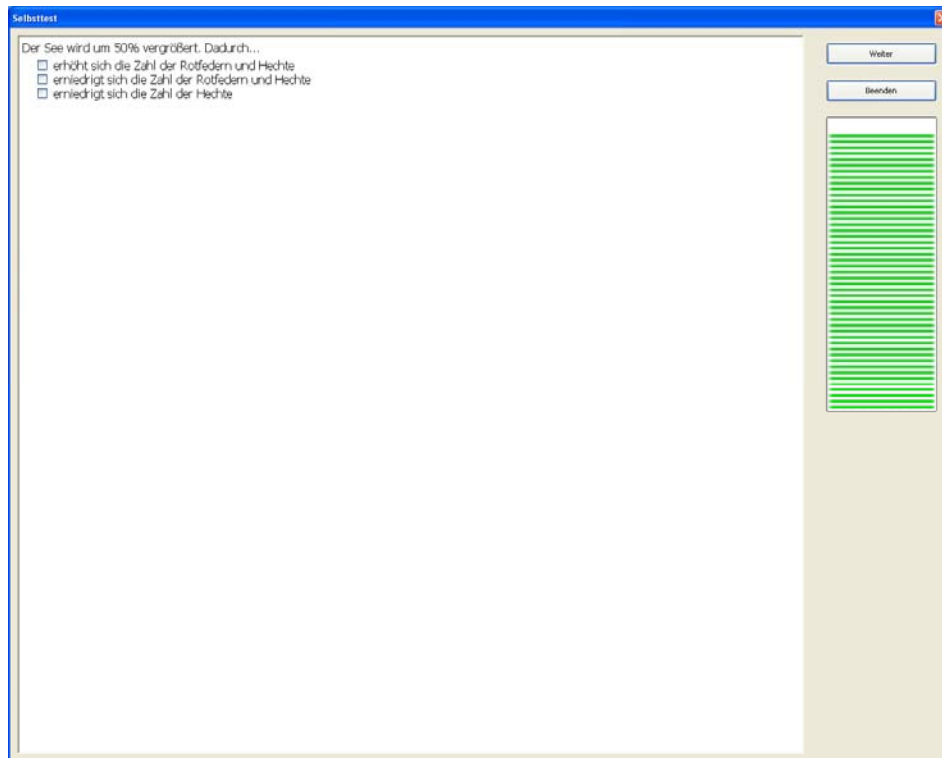 Selbsttest
Der See wird um 50% vergrößert. Dadurch...
erhöht sich die Zahl der Rotfedern und Hechte
erniedrigt sich die Zahl der Rotfedern und Hechte
erniedrigt sich die Zahl der Hechte
Weiter
Beenden